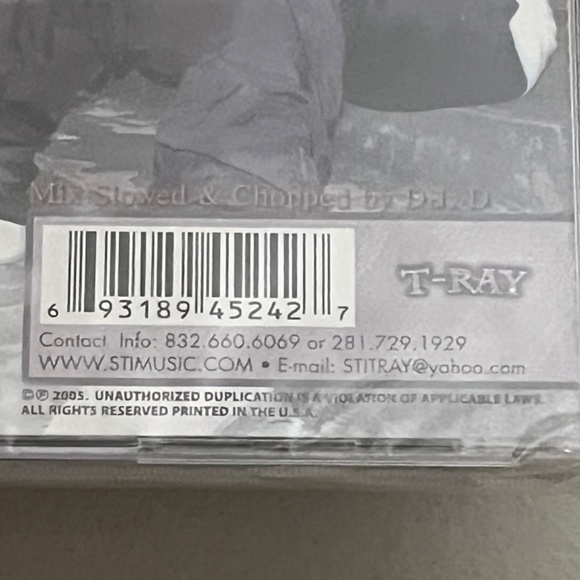 Mix, Slowed & Chopped by D.J. D
T-RAY
6 93189 45242 7
Contact Info: 832.660.6069 or 281.729.1929
WWW.STIMUSIC.COM • E-mail: STITRAY@yahoo.com
©℗ 2005. UNAUTHORIZED DUPLICATION IS A VIOLATION OF APPLICABLE LAWS.
ALL RIGHTS RESERVED PRINTED IN THE U.S.A.